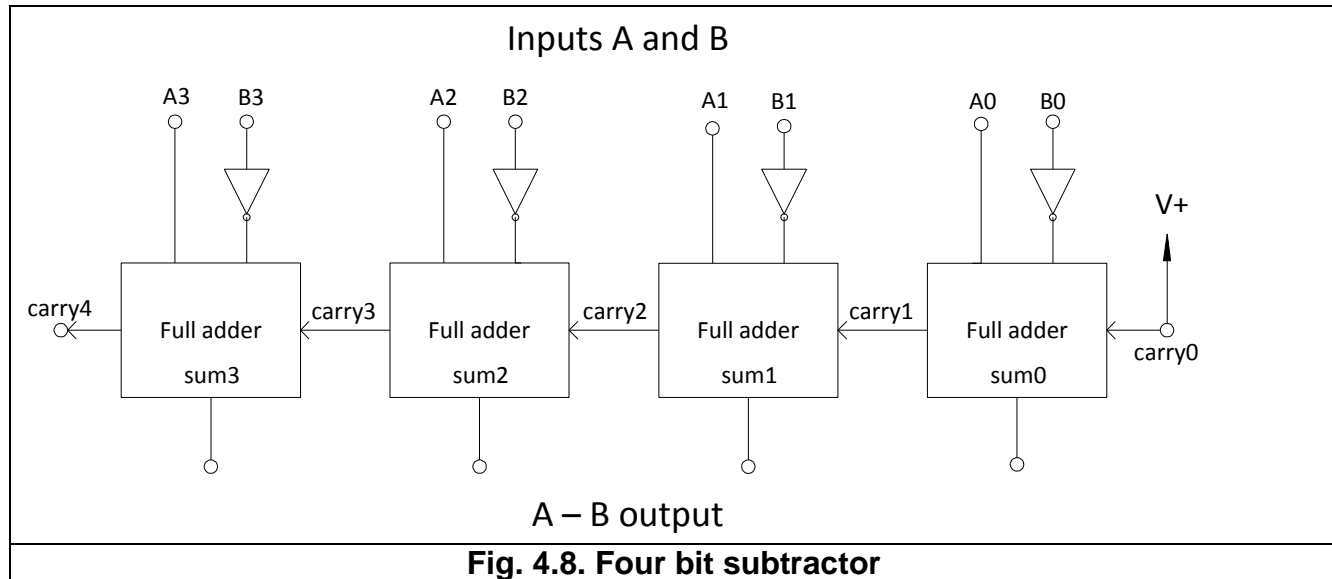 Inputs A and B
A3 B3 A2 B2 A1 B1 A0 B0
V+
carry4 Full adder carry3 Full adder carry2 Full adder carry1 Full adder carry0
sum3 sum2 sum1 sum0
A – B output
Fig. 4.8. Four bit subtractor